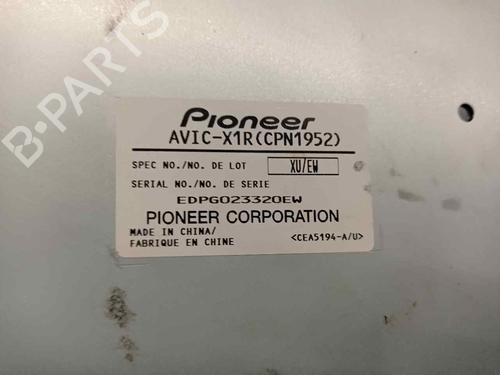 B-PARTS
Pioneer
AVIC-X1R(CPN1952)
SPEC NO./NO. DE LOT XU/EW
SERIAL NO./NO. DE SERIE
EDPG023320EW
PIONEER CORPORATION
MADE IN CHINA/
FABRIQUE EN CHINE <CEA5194-A/U>